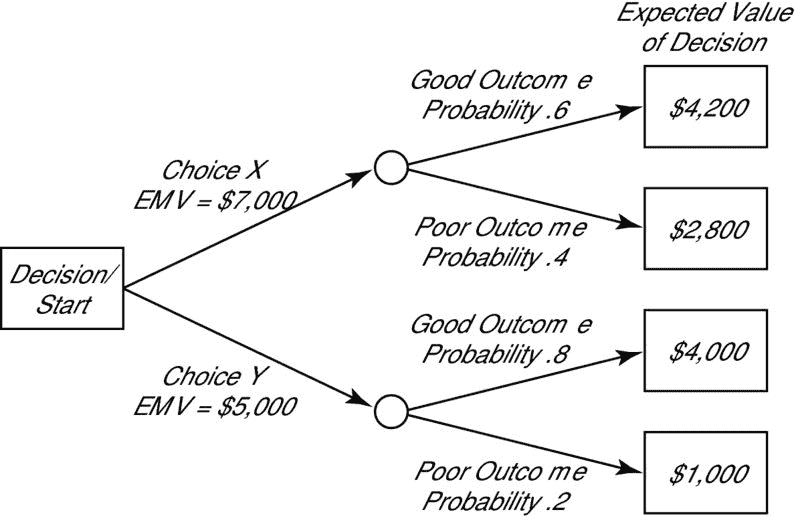 Expected Value
of Decision
Good Outcom e
Probability .6
$4,200
Choice X
EMV = $7,000
Poor Outco me
Probability .4
$2,800
Decision/
Start
Good Outcom e
Probability .8
$4,000
Choice Y
EMV = $5,000
Poor Outco me
Probability .2
$1,000